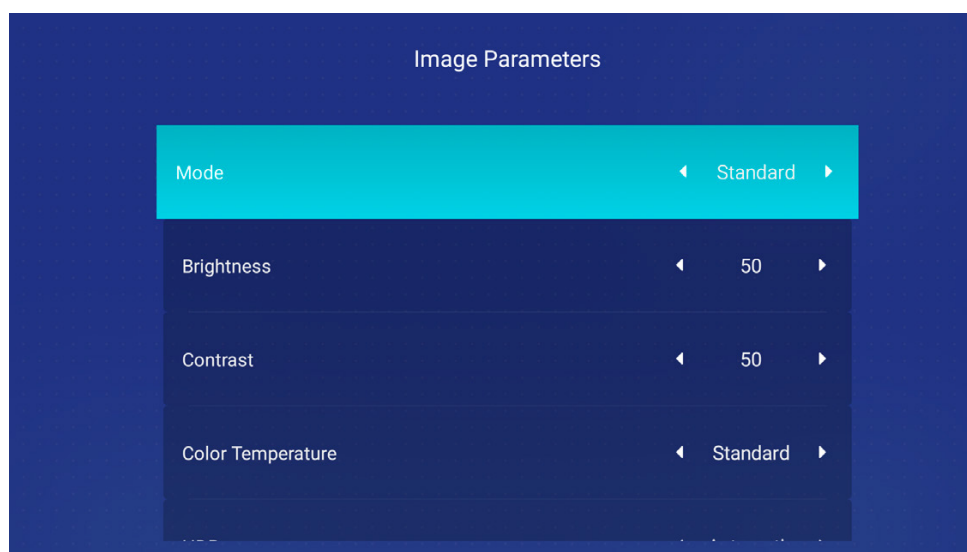 Image Parameters
Mode Standard
Brightness 50
Contrast 50
Color Temperature Standard